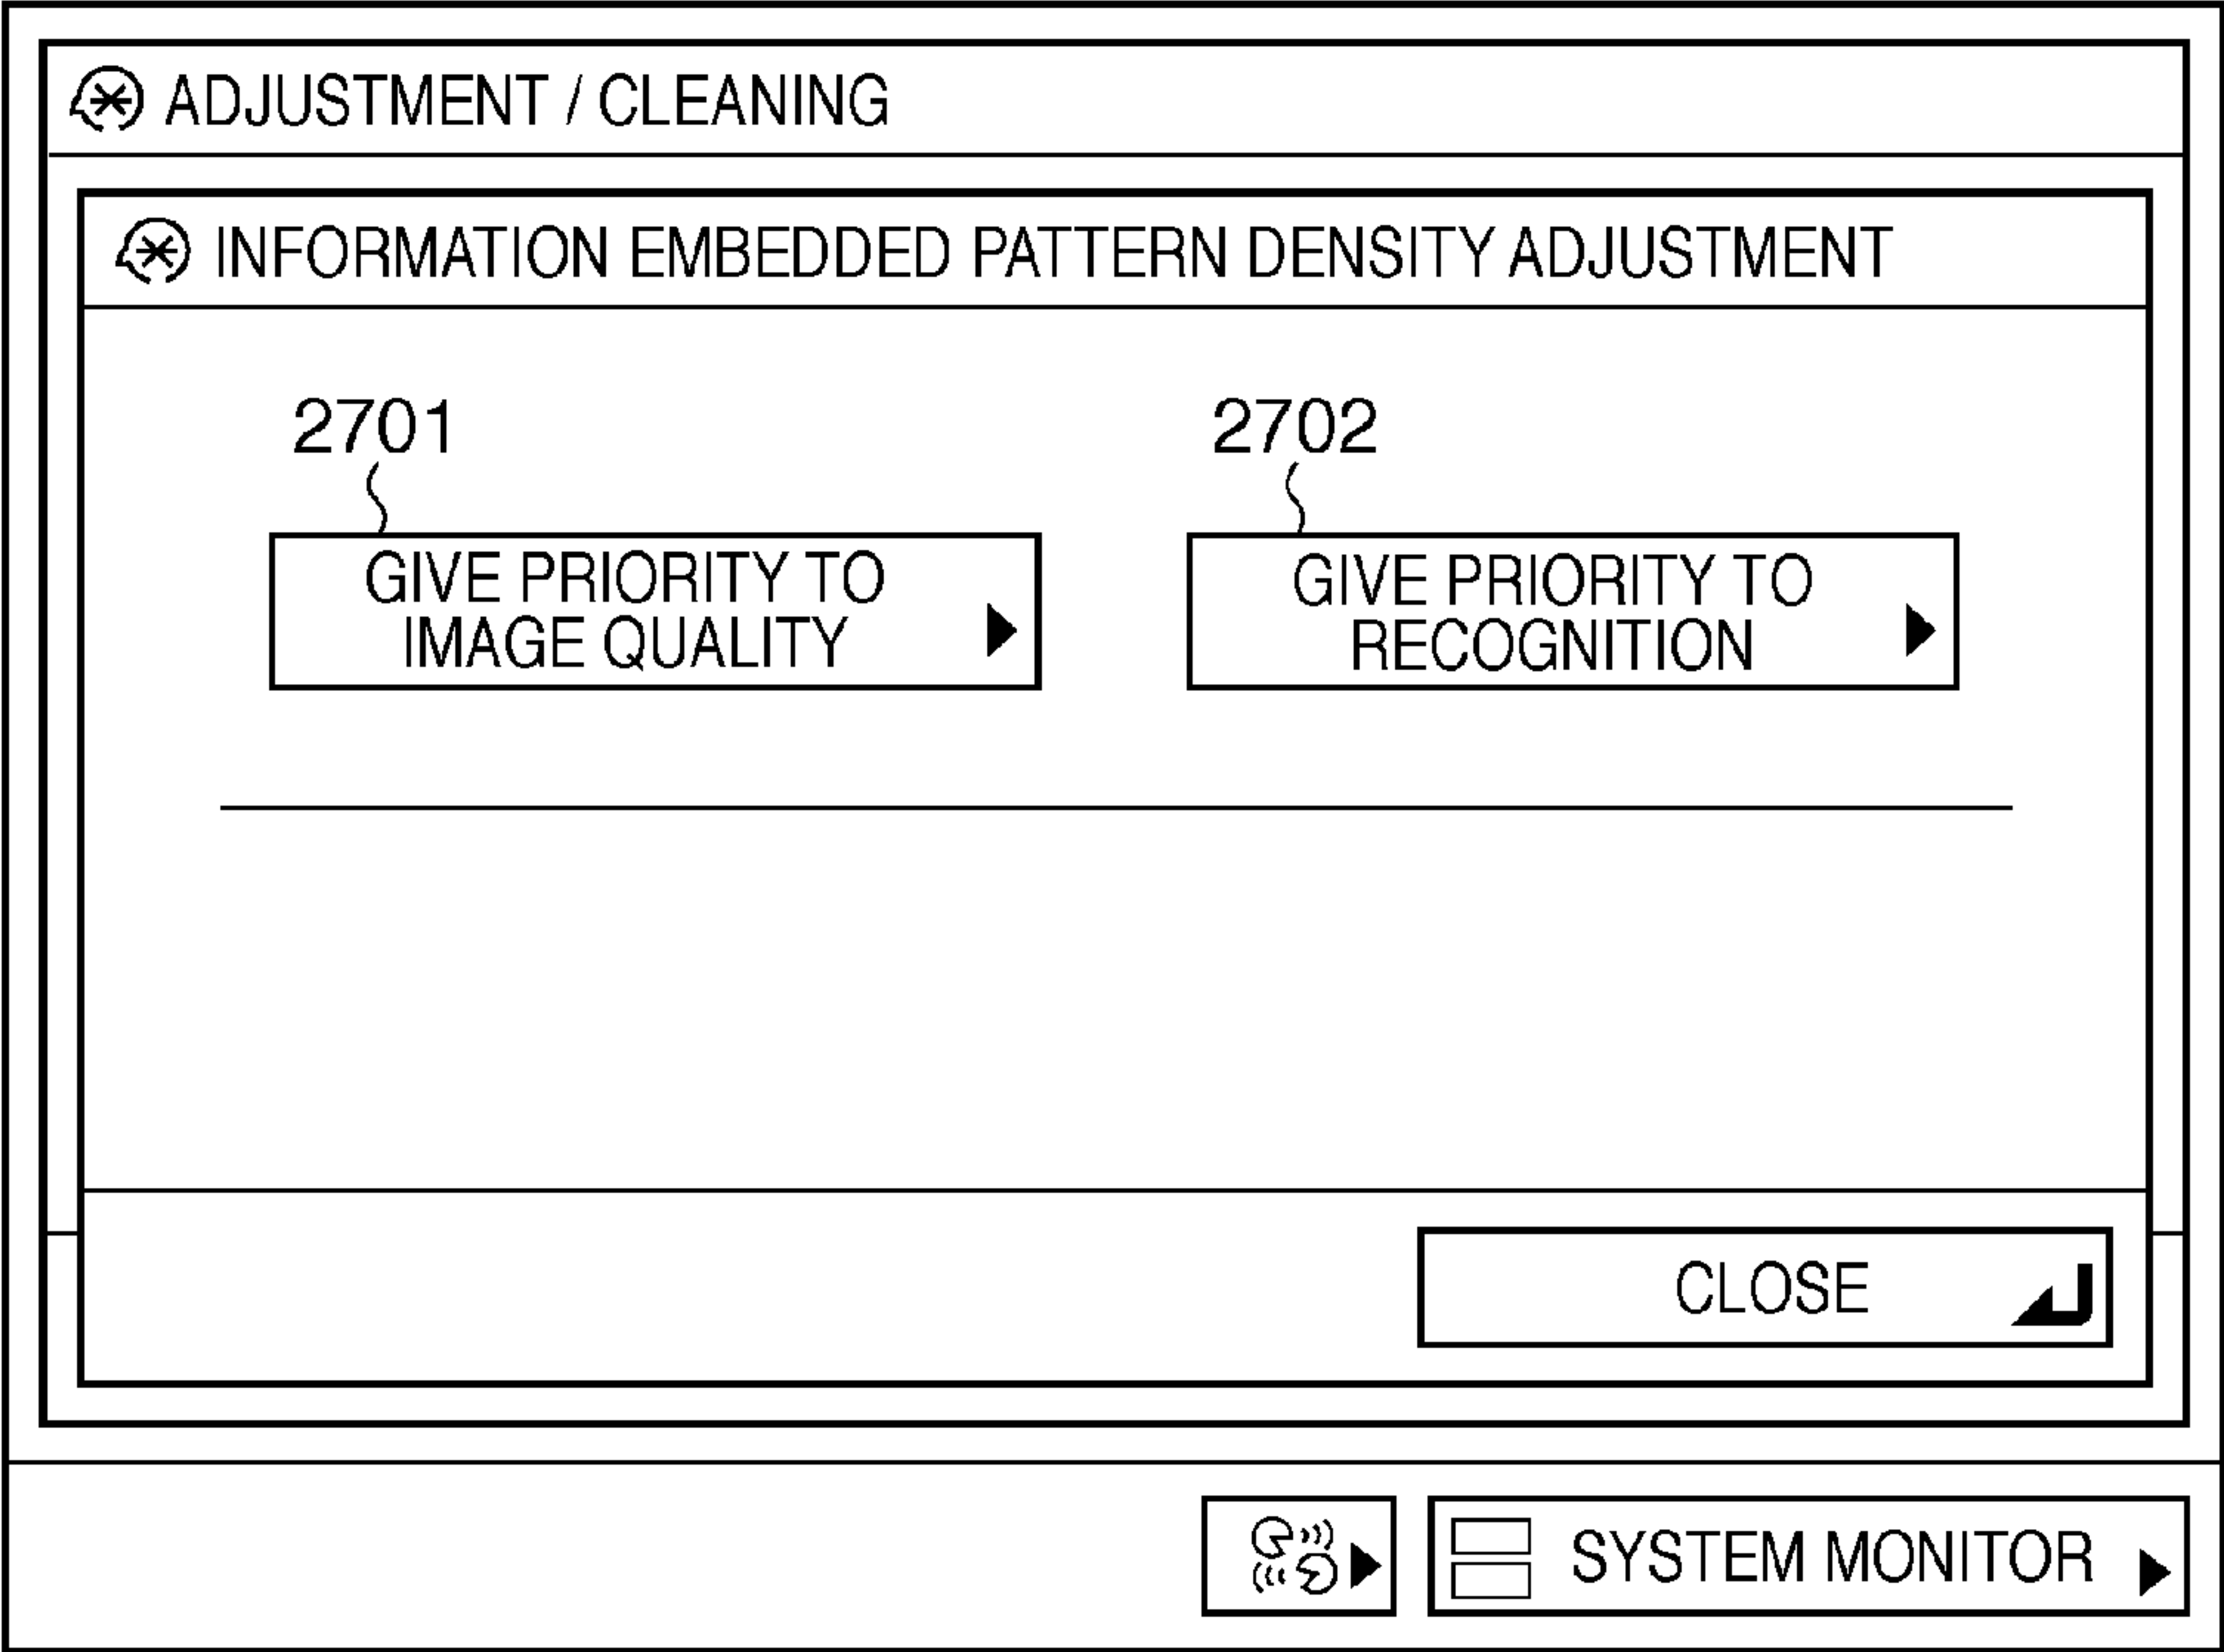 ADJUSTMENT / CLEANING
INFORMATION EMBEDDED PATTERN DENSITY ADJUSTMENT
2701
2702
GIVE PRIORITY TO
IMAGE QUALITY
GIVE PRIORITY TO
RECOGNITION
CLOSE
SYSTEM MONITOR